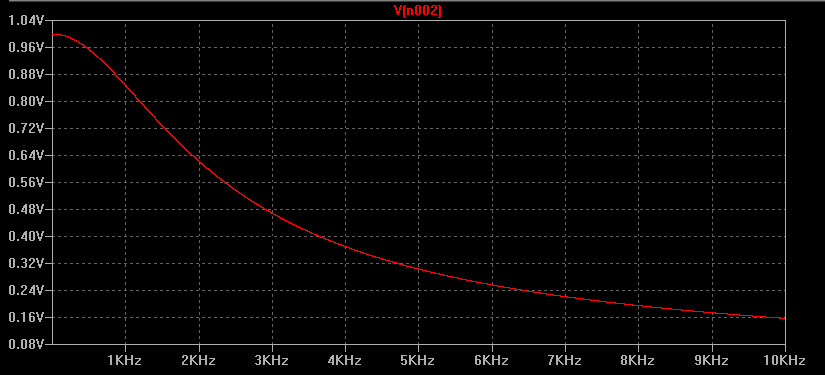 V(n002)
1.04V
0.96V
0.88V
0.80V
0.72V
0.64V
0.56V
0.48V
0.40V
0.32V
0.24V
0.16V
0.08V
1KHz 2KHz 3KHz 4KHz 5KHz 6KHz 7KHz 8KHz 9KHz 10KHz